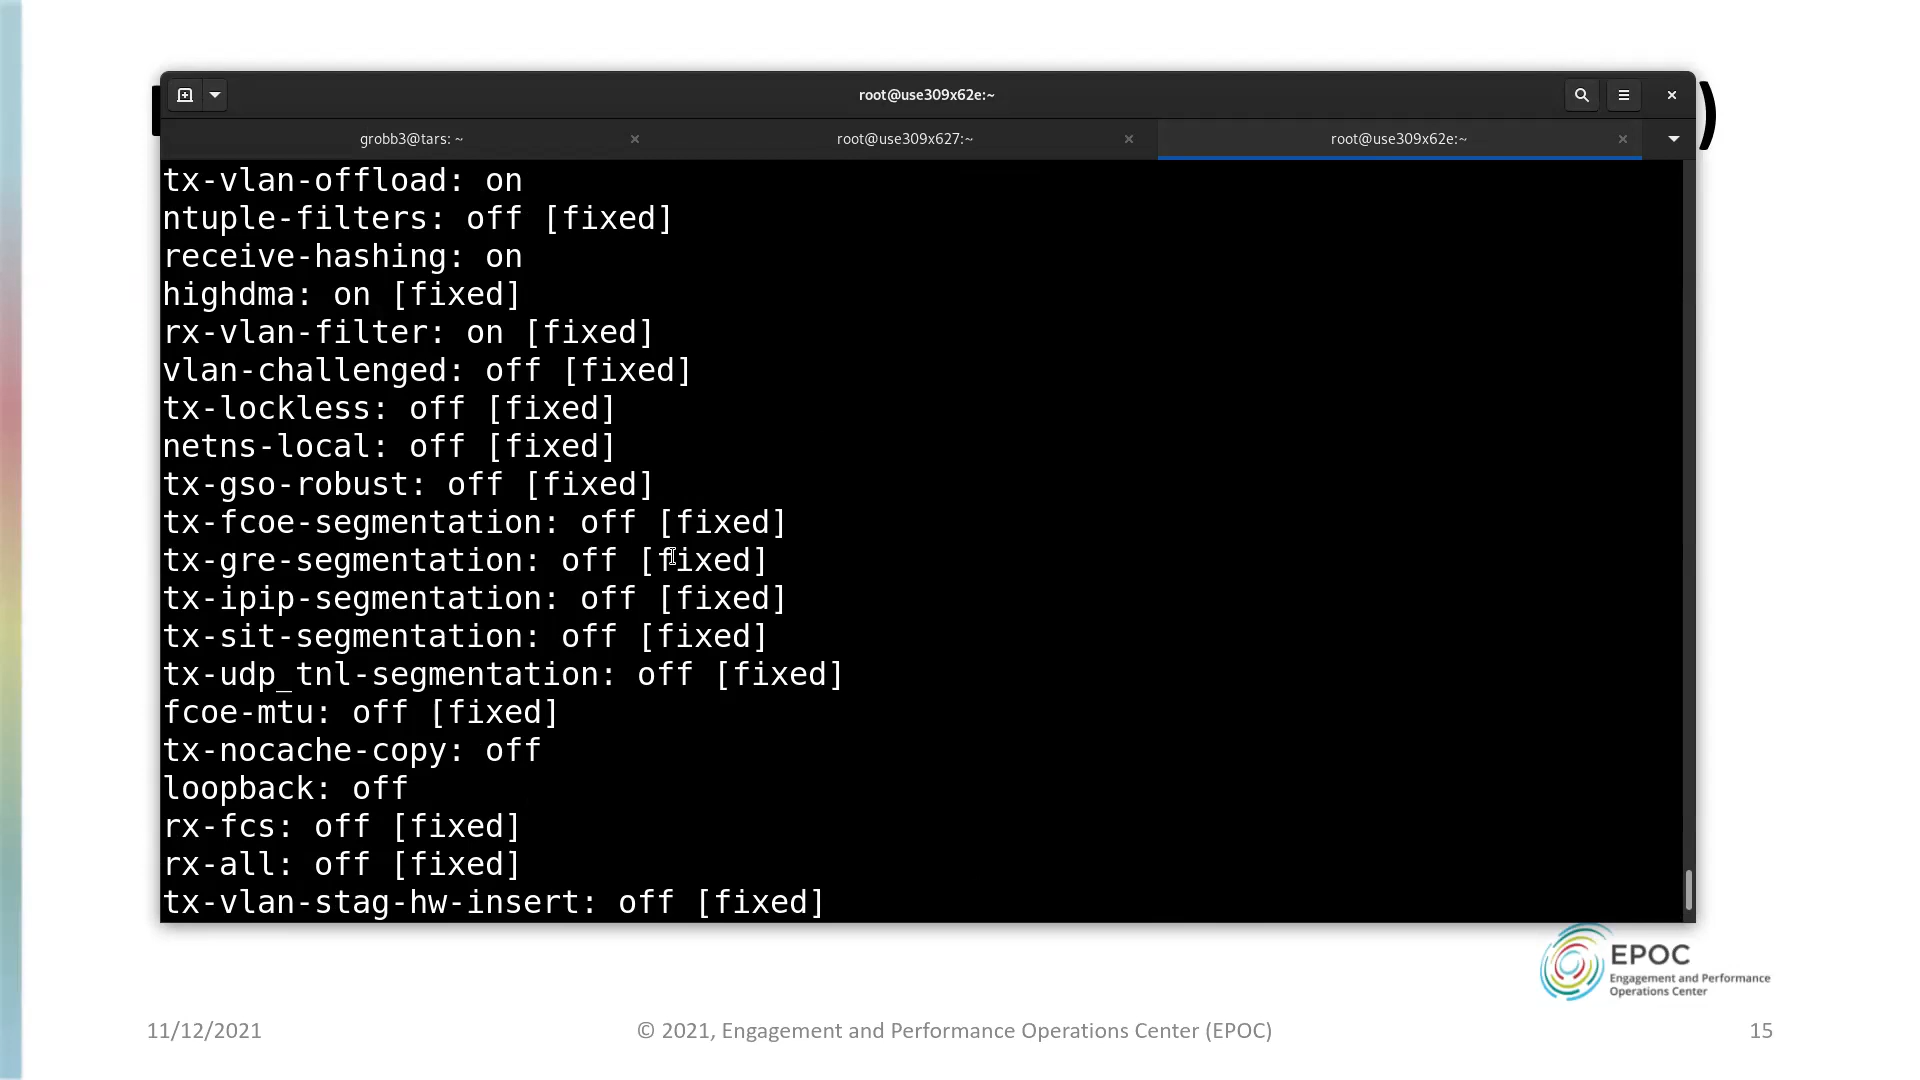 root@use309x62e:~
grobb3@tars: ~
root@use309x627:~
root@use309x62e:~
tx-vlan-offload: on
ntuple-filters: off [fixed]
receive-hashing: on
highdma: on [fixed]
rx-vlan-filter: on [fixed]
vlan-challenged: off [fixed]
tx-lockless: off [fixed]
netns-local: off [fixed]
tx-gso-robust: off [fixed]
tx-fcoe-segmentation: off [fixed]
tx-gre-segmentation: off [fixed]
tx-ipip-segmentation: off [fixed]
tx-sit-segmentation: off [fixed]
tx-udp_tnl-segmentation: off [fixed]
fcoe-mtu: off [fixed]
tx-nocache-copy: off
loopback: off
rx-fcs: off [fixed]
rx-all: off [fixed]
tx-vlan-stag-hw-insert: off [fixed]
EPOC
Engagement and Performance
Operations Center
11/12/2021
© 2021, Engagement and Performance Operations Center (EPOC)
15